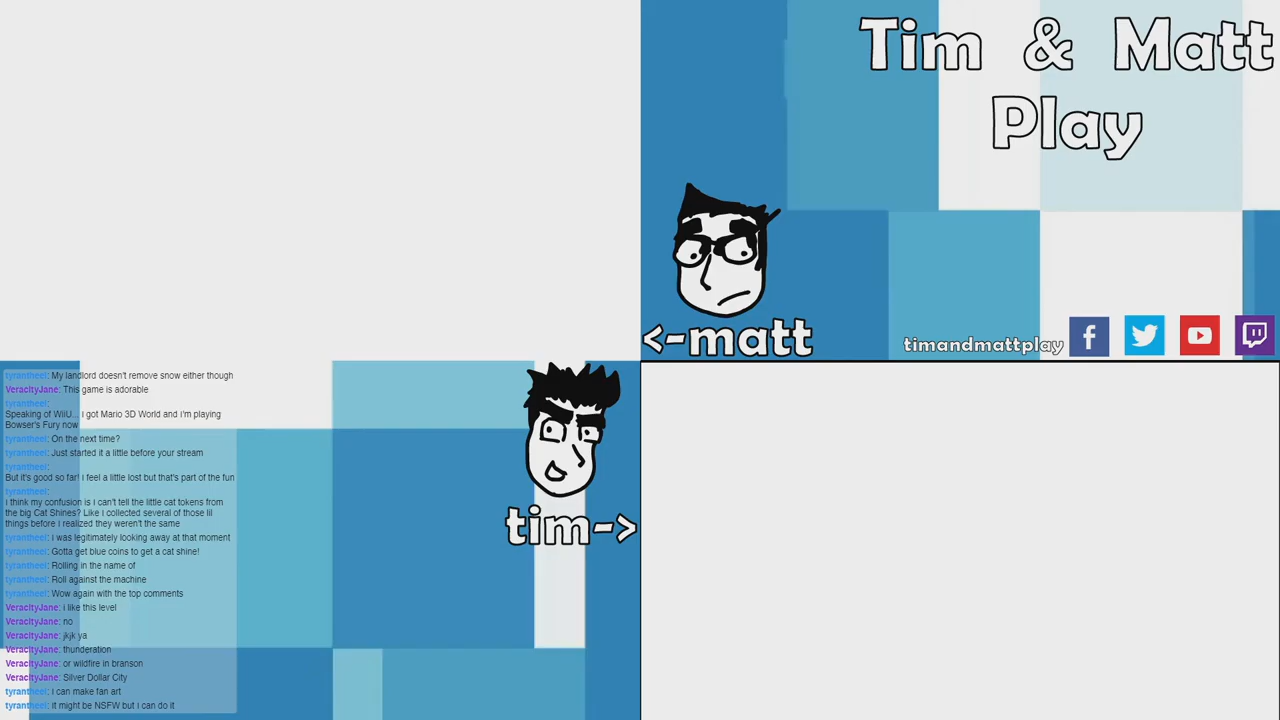 Tim & Matt
Play
<-matt
timandmattplay
tyrantheel: My landlord doesn't remove snow either though
VeracityJane: This game is adorable
tyrantheel:
Speaking of WiiU... I got Mario 3D World and i'm playing
Bowser's Fury now
tyrantheel: On the next time?
tyrantheel: Just started it a little before your stream
tyrantheel:
But it's good so far! I feel a little lost but that's part of the fun
tyrantheel:
I think my confusion is I can't tell the little cat tokens from
the big Cat Shines? Like I collected several of those lil
things before I realized they weren't the same
tyrantheel: I was legitimately looking away at that moment
tyrantheel: Gotta get blue coins to get a cat shine!
tyrantheel: Rolling in the name of
tyrantheel: Roll against the machine
tyrantheel: Wow again with the top comments
VeracityJane: i like this level
VeracityJane: no
VeracityJane: jkjk ya
VeracityJane: thunderation
VeracityJane: or wildfire in branson
VeracityJane: Silver Dollar City
tyrantheel: I can make fan art
tyrantheel: It might be NSFW but I can do it
tim->